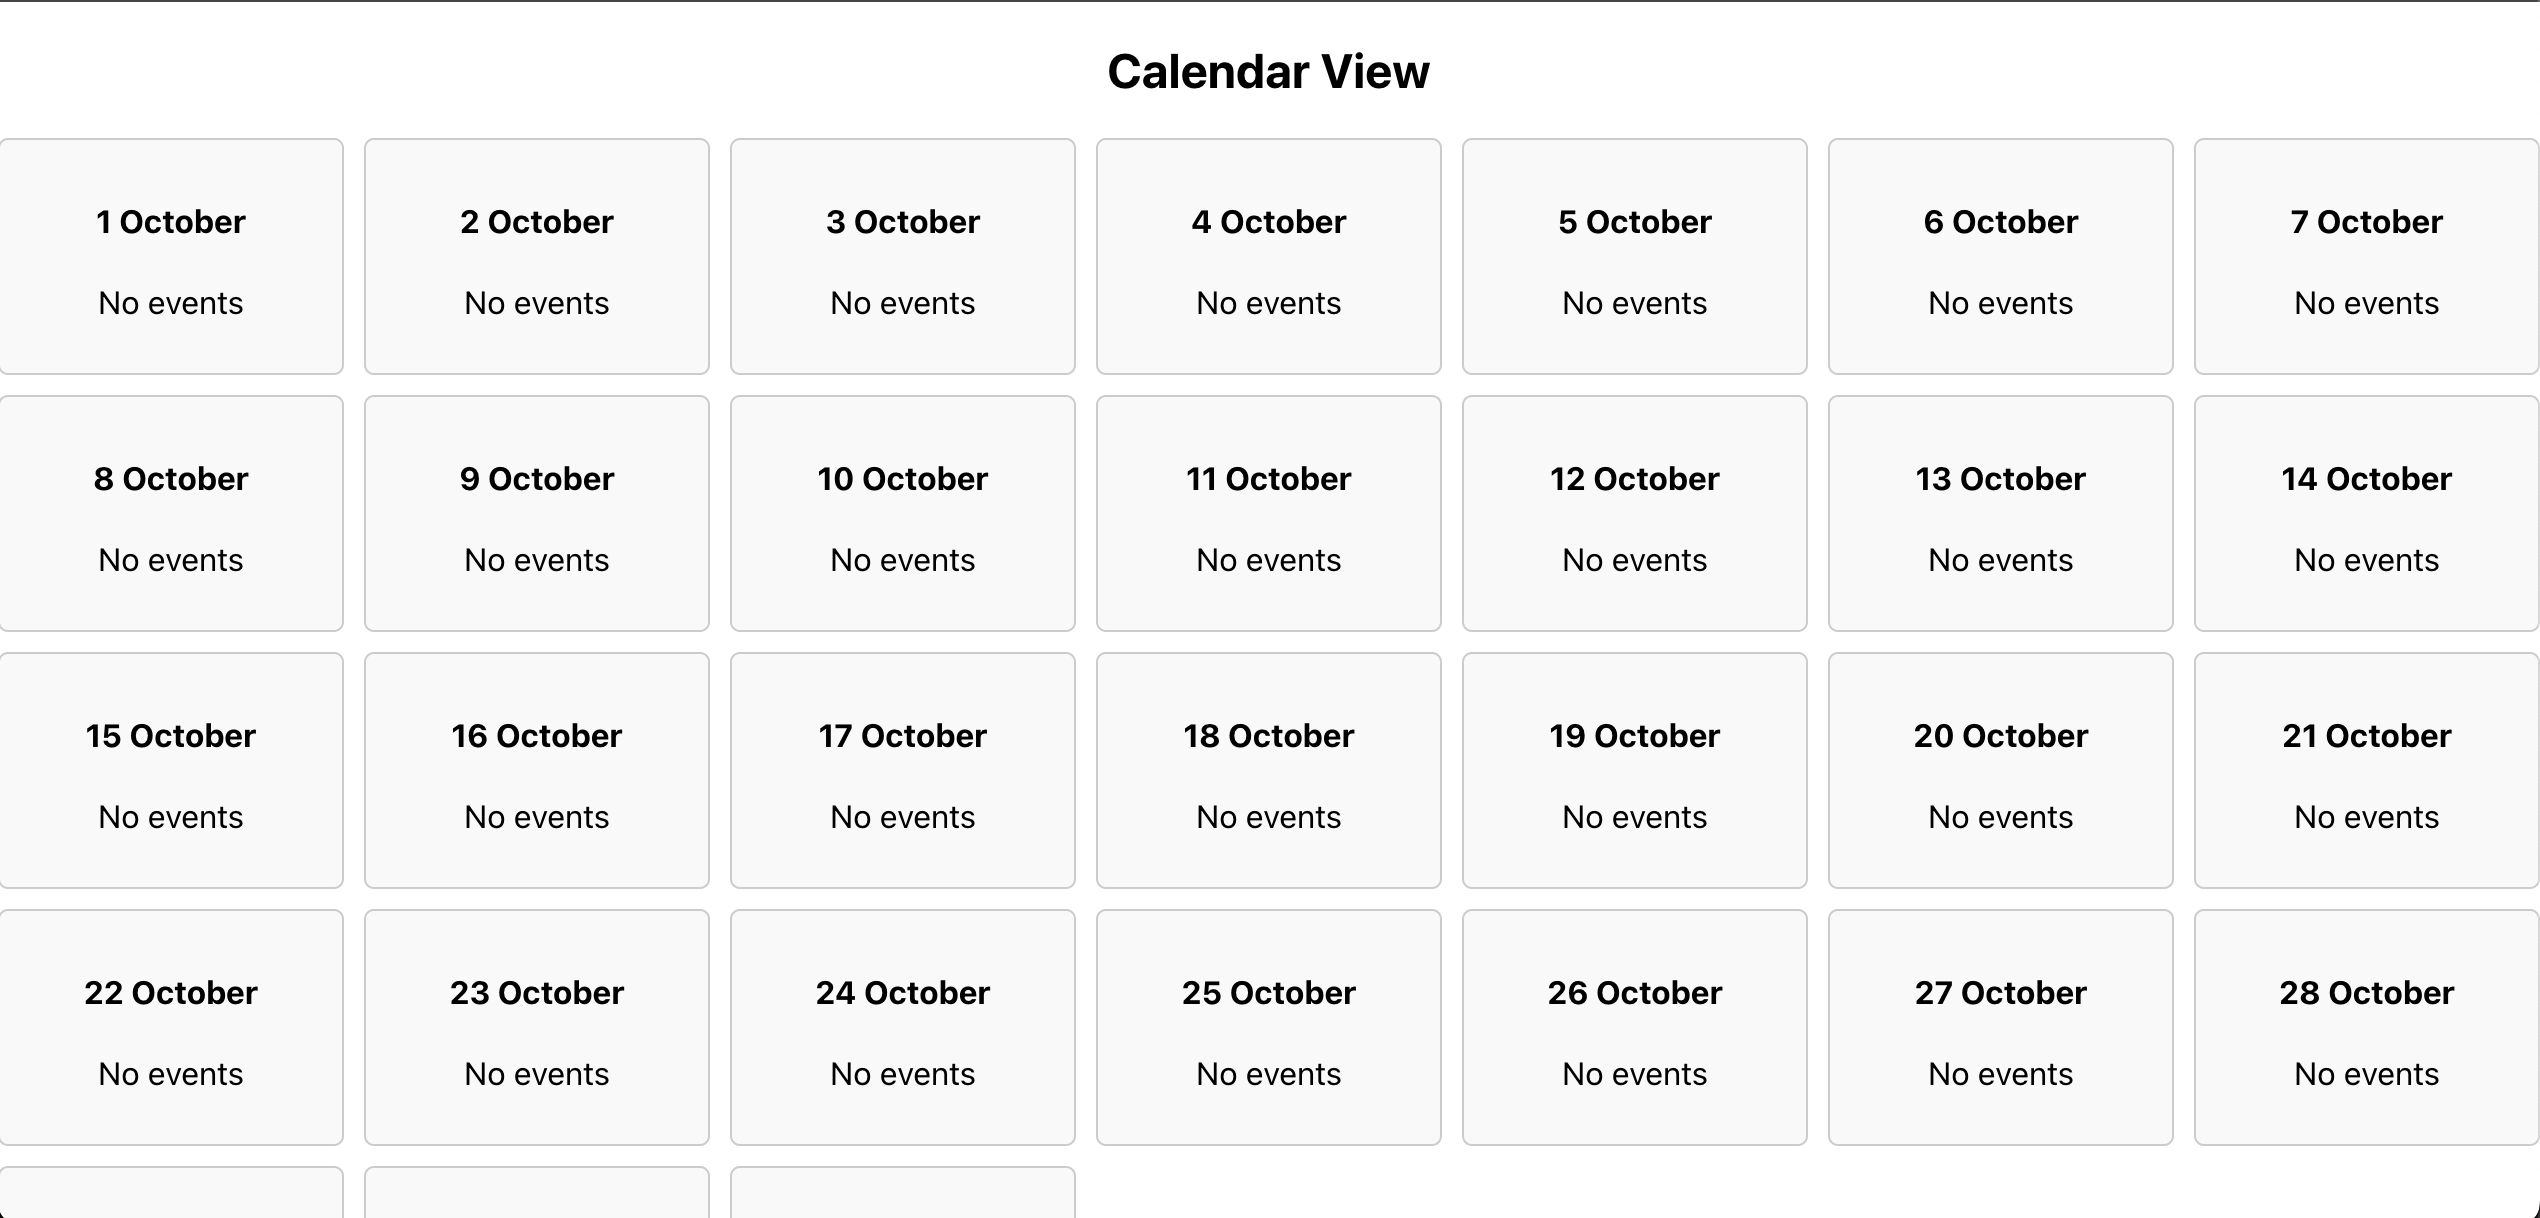 Calendar View
1 October
No events
2 October
No events
3 October
No events
4 October
No events
5 October
No events
6 October
No events
7 October
No events
8 October
No events
9 October
No events
10 October
No events
11 October
No events
12 October
No events
13 October
No events
14 October
No events
15 October
No events
16 October
No events
17 October
No events
18 October
No events
19 October
No events
20 October
No events
21 October
No events
22 October
No events
23 October
No events
24 October
No events
25 October
No events
26 October
No events
27 October
No events
28 October
No events